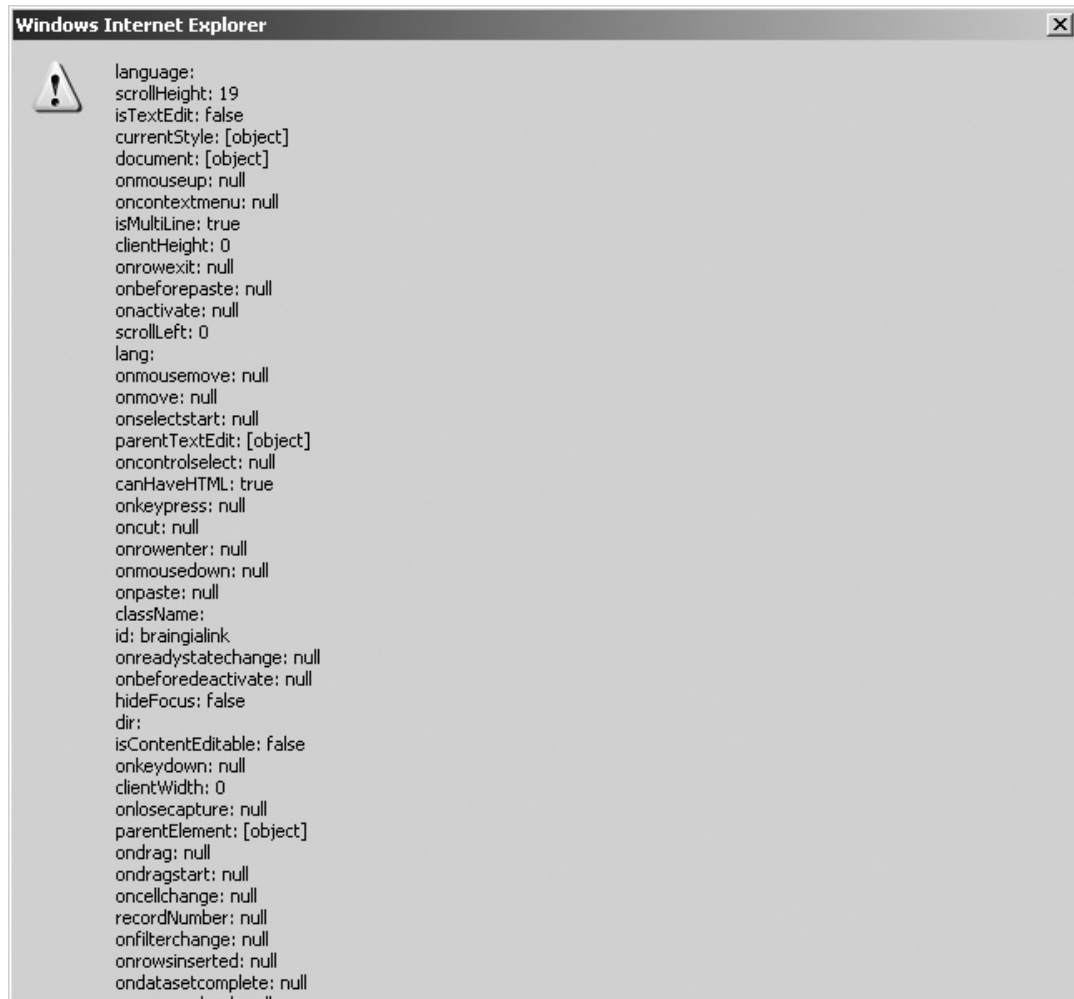 Windows Internet Explorer
language:
scrollHeight: 19
isTextEdit: false
currentStyle: [object]
document: [object]
onmouseup: null
oncontextmenu: null
isMultiLine: true
clientHeight: 0
onrowexit: null
onbeforepaste: null
onactivate: null
scrollLeft: 0
lang:
onmousemove: null
onmove: null
onselectstart: null
parentTextEdit: [object]
oncontrolselect: null
canHaveHTML: true
onkeypress: null
oncut: null
onrowenter: null
onmousedown: null
onpaste: null
className:
id: braingialink
onreadystatechange: null
onbeforedeactivate: null
hideFocus: false
dir:
isContentEditable: false
onkeydown: null
clientWidth: 0
onlosecapture: null
parentElement: [object]
ondrag: null
ondragstart: null
oncellchange: null
recordNumber: null
onfilterchange: null
onrowsinserted: null
ondatasetcomplete: null